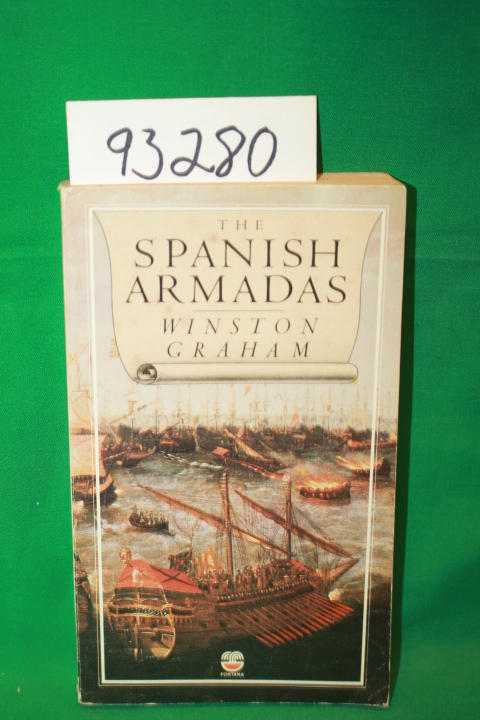 93280
THE
SPANISH
ARMADAS
WINSTON
GRAHAM
FONTANA